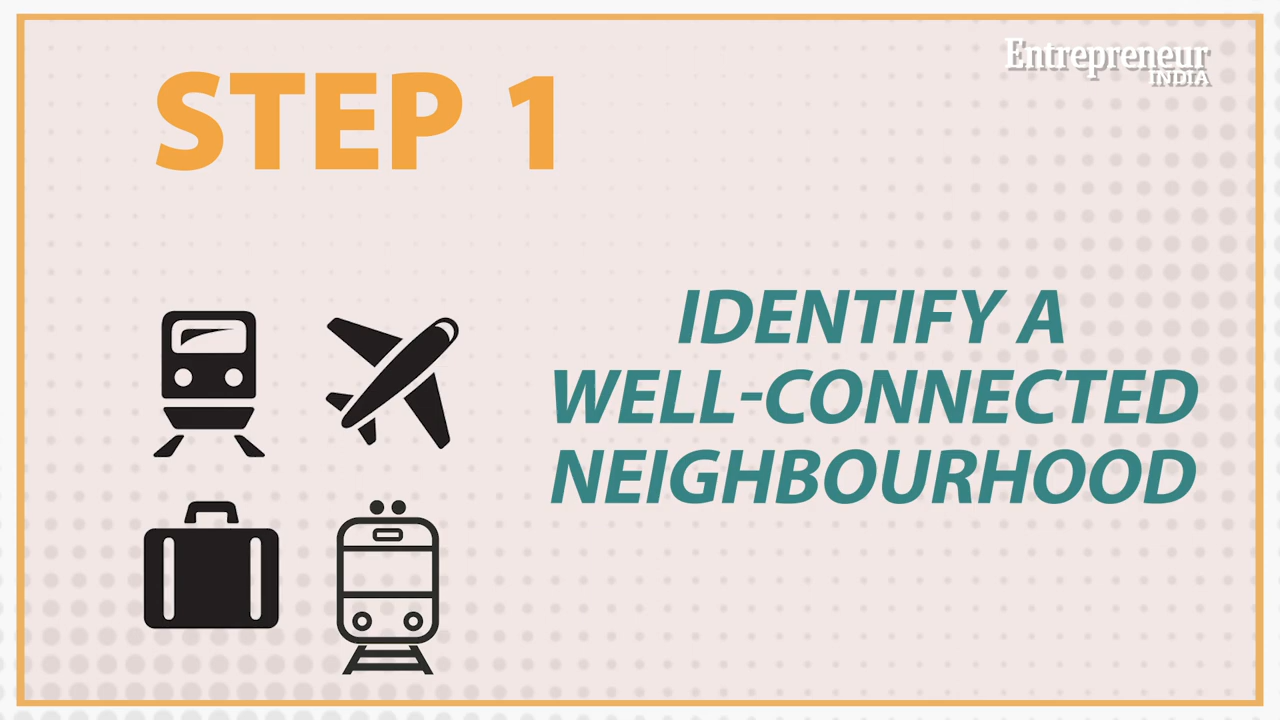 Entrepreneur
INDIA
STEP 1
IDENTIFY A
WELL-CONNECTED
NEIGHBOURHOOD